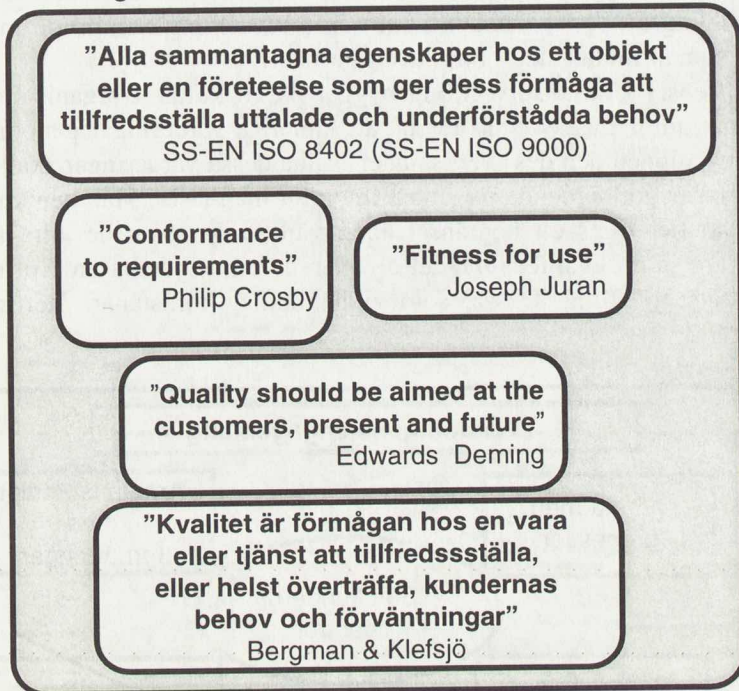 ”Alla sammantagna egenskaper hos ett objekt
eller en företeelse som ger dess förmåga att
tillfredsställa uttalade och underförstådda behov”
SS-EN ISO 8402 (SS-EN ISO 9000)
”Conformance
to requirements”
Philip Crosby
”Fitness for use”
Joseph Juran
”Quality should be aimed at the
customers, present and future”
Edwards Deming
”Kvalitet är förmågan hos en vara
eller tjänst att tillfredssställa,
eller helst överträffa, kundernas
behov och förväntningar”
Bergman & Klefsjö